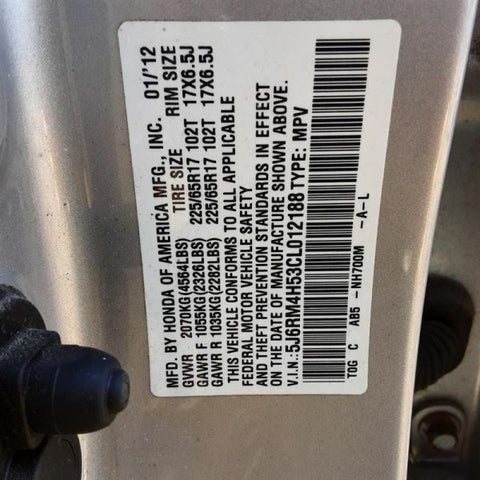 MFD. BY HONDA OF AMERICA MFG., INC. 01/'12
TIRE SIZE RIM SIZE
GVWR 2070KG(4564LBS)
GAWR F 1055KG(2326LBS) 225/65R17 102T 17X6.5J
GAWR R 1035KG(2282LBS) 225/65R17 102T 17X6.5J
THIS VEHICLE CONFORMS TO ALL APPLICABLE
FEDERAL MOTOR VEHICLE SAFETY
AND THEFT PREVENTION STANDARDS IN EFFECT
ON THE DATE OF MANUFACTURE SHOWN ABOVE.
V.I.N.: 5J6RM4H53CL012188 TYPE: MPV
TOG C AB5 -NH700M -A-L